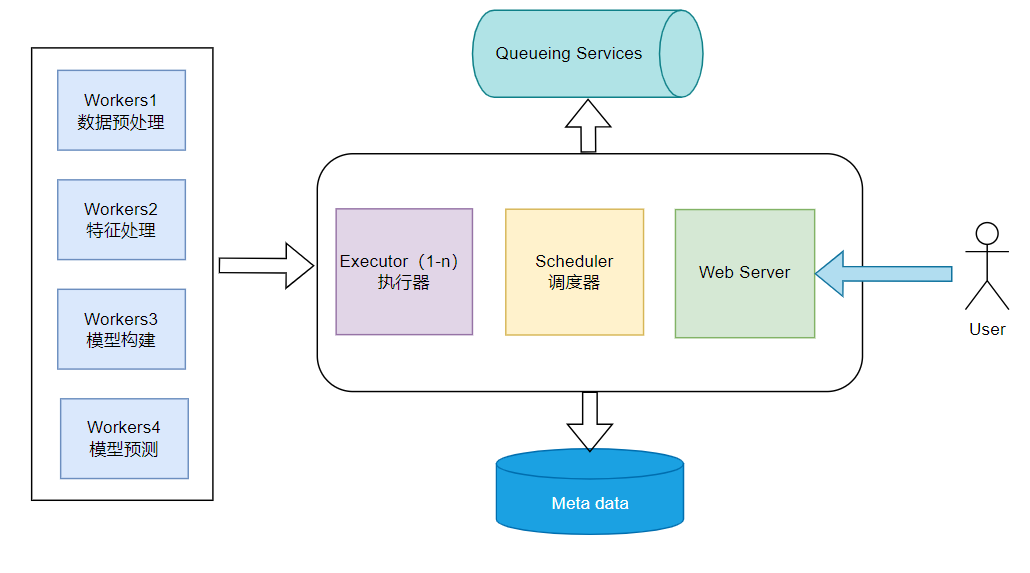 Queueing Services
Workers1
数据预处理
Workers2
特征处理
Workers3
模型构建
Workers4
模型预测
Executor（1-n）
执行器
Scheduler
调度器
Web Server
User
Meta data